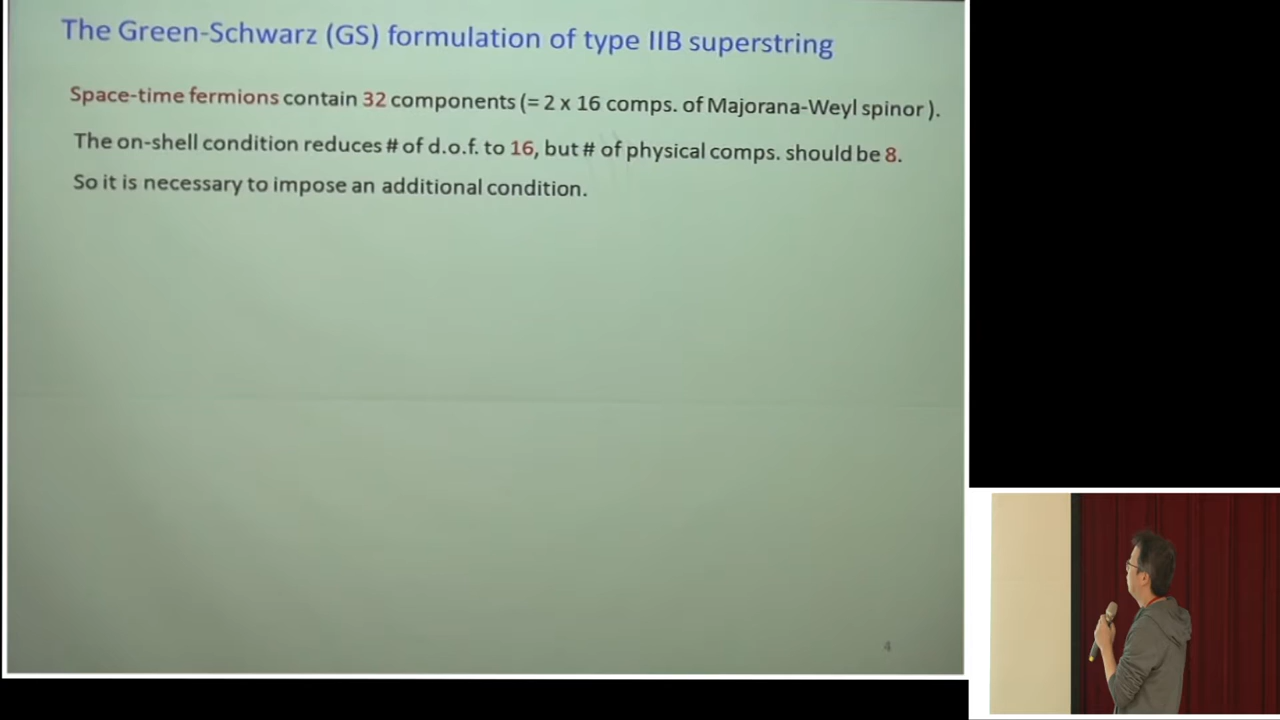 The Green-Schwarz (GS) formulation of type IIB superstring
Space-time fermions contain 32 components (= 2 x 16 comps. of Majorana-Weyl spinor ).
The on-shell condition reduces # of d.o.f. to 16, but # of physical comps. should be 8.
So it is necessary to impose an additional condition.
4